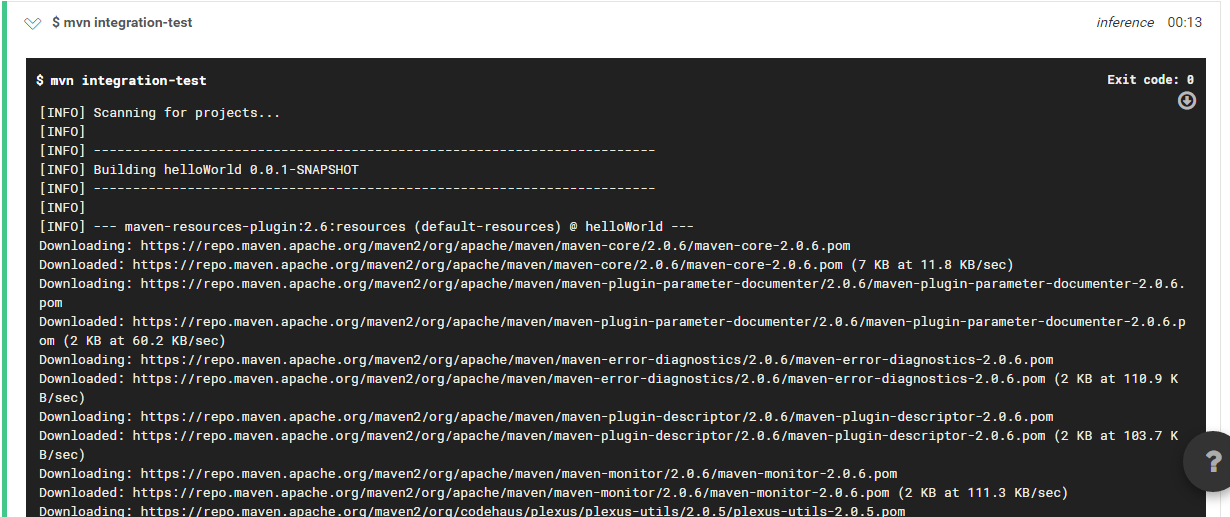 $ mvn integration-test
inference 00:13
$ mvn integration-test
Exit code: 0
[INFO] Scanning for projects...
[INFO]
[INFO] ------------------------------------------------------------------------
[INFO] Building helloWorld 0.0.1-SNAPSHOT
[INFO] ------------------------------------------------------------------------
[INFO]
[INFO] --- maven-resources-plugin:2.6:resources (default-resources) @ helloWorld ---
Downloading: https://repo.maven.apache.org/maven2/org/apache/maven/maven-core/2.0.6/maven-core-2.0.6.pom
Downloaded: https://repo.maven.apache.org/maven2/org/apache/maven/maven-core/2.0.6/maven-core-2.0.6.pom (7 KB at 11.8 KB/sec)
Downloading: https://repo.maven.apache.org/maven2/org/apache/maven/maven-plugin-parameter-documenter/2.0.6/maven-plugin-parameter-documenter-2.0.6.
pom
Downloaded: https://repo.maven.apache.org/maven2/org/apache/maven/maven-plugin-parameter-documenter/2.0.6/maven-plugin-parameter-documenter-2.0.6.p
om (2 KB at 60.2 KB/sec)
Downloading: https://repo.maven.apache.org/maven2/org/apache/maven/maven-error-diagnostics/2.0.6/maven-error-diagnostics-2.0.6.pom
Downloaded: https://repo.maven.apache.org/maven2/org/apache/maven/maven-error-diagnostics/2.0.6/maven-error-diagnostics-2.0.6.pom (2 KB at 110.9 K
B/sec)
Downloading: https://repo.maven.apache.org/maven2/org/apache/maven/maven-plugin-descriptor/2.0.6/maven-plugin-descriptor-2.0.6.pom
Downloaded: https://repo.maven.apache.org/maven2/org/apache/maven/maven-plugin-descriptor/2.0.6/maven-plugin-descriptor-2.0.6.pom (2 KB at 103.7 K
B/sec)
?
Downloading: https://repo.maven.apache.org/maven2/org/apache/maven/maven-monitor/2.0.6/maven-monitor-2.0.6.pom
Downloaded: https://repo.maven.apache.org/maven2/org/apache/maven/maven-monitor/2.0.6/maven-monitor-2.0.6.pom (2 KB at 111.3 KB/sec)
Downloading: https://repo.maven.apache.org/maven2/org/codehaus/plexus/plexus-utils/2.0.5/plexus-utils-2.0.5.pom